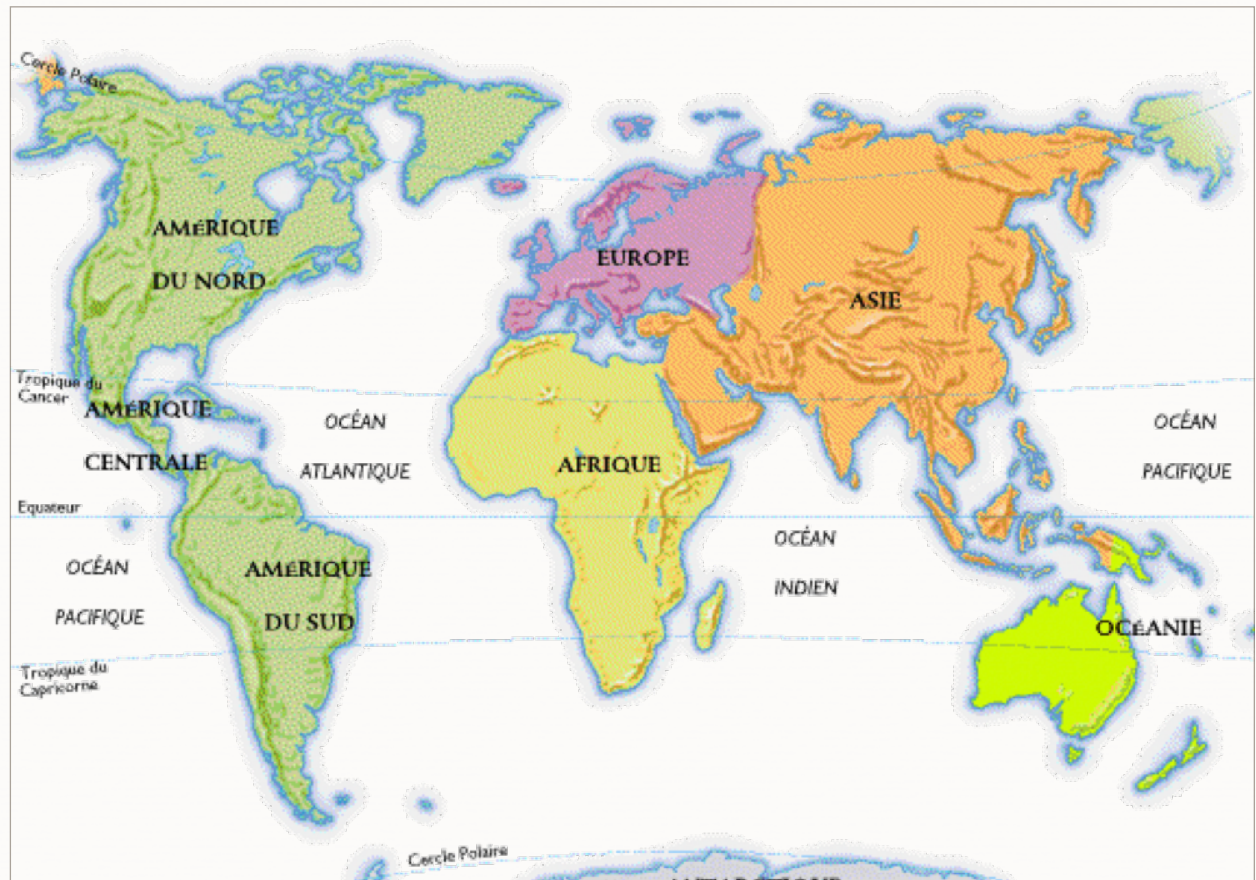 Cercle Polaire
AMÉRIQUE
DU NORD
EUROPE
ASIE
Tropique du
Cancer
AMÉRIQUE
CENTRALE
OCÉAN
ATLANTIQUE
AFRIQUE
OCÉAN
PACIFIQUE
Equateur
OCÉAN
PACIFIQUE
AMÉRIQUE
DU SUD
OCÉAN
INDIEN
OCÉANIE
Tropique du
Capricorne
Cercle Polaire